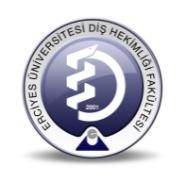 ERCİYES ÜNİVERSİTESİ DİŞ HEKİMLİĞİ FAKÜLTESİ
2001